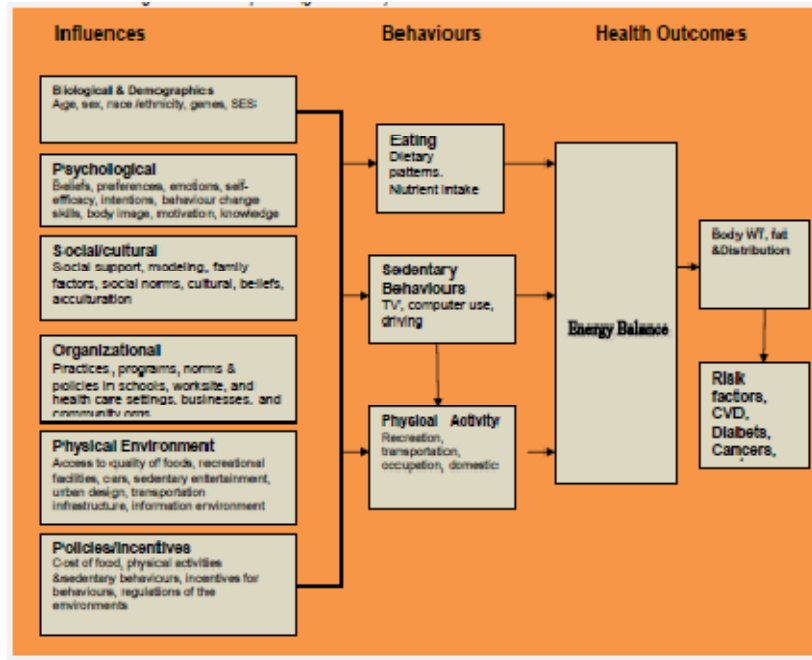 Influences
Behaviours
Health Outcomes
Biological & Demographics
Age, sex, race /ethnicity, genes, SES
Psychological
Beliefs, preferences, emotions, self-
efficacy, intentions, behaviour change
skills, body image, motivation, knowledge
Social/cultural
Social support, modeling, family
factors, social norms, cultural, beliefs,
acculturation
Organizational
Practices, programs, norms &
policies in schools, worksite, and
health care settings, businesses, and
community orgs
Physical Environment
Access to quality of foods, recreational
facilities, cars, sedentary entertainment,
urban design, transportation
infrastructure, information environment
Policies/Incentives
Cost of food, physical activities
&sedentary behaviours, incentives for
behaviours, regulations of the
environments
Eating
Dietary
patterns.
Nutrient Intake
Sedentary
Behaviours
TV, computer use,
driving
Physical Activity
Recreation,
transportation,
occupation, domestic
Energy Balance
Body WT, fat
&Distribution
Risk
factors,
CVD,
Diabets,
Cancers,